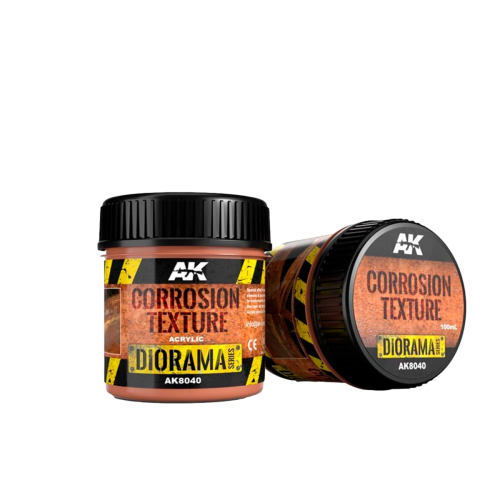 AK
CORROSION
TEXTURE
ACRYLIC
DIORAMA
SERIES
AK8040
CE
AK
CORROSION
TEXTURE
100mL
DIORAMA
SERIES
AK8040